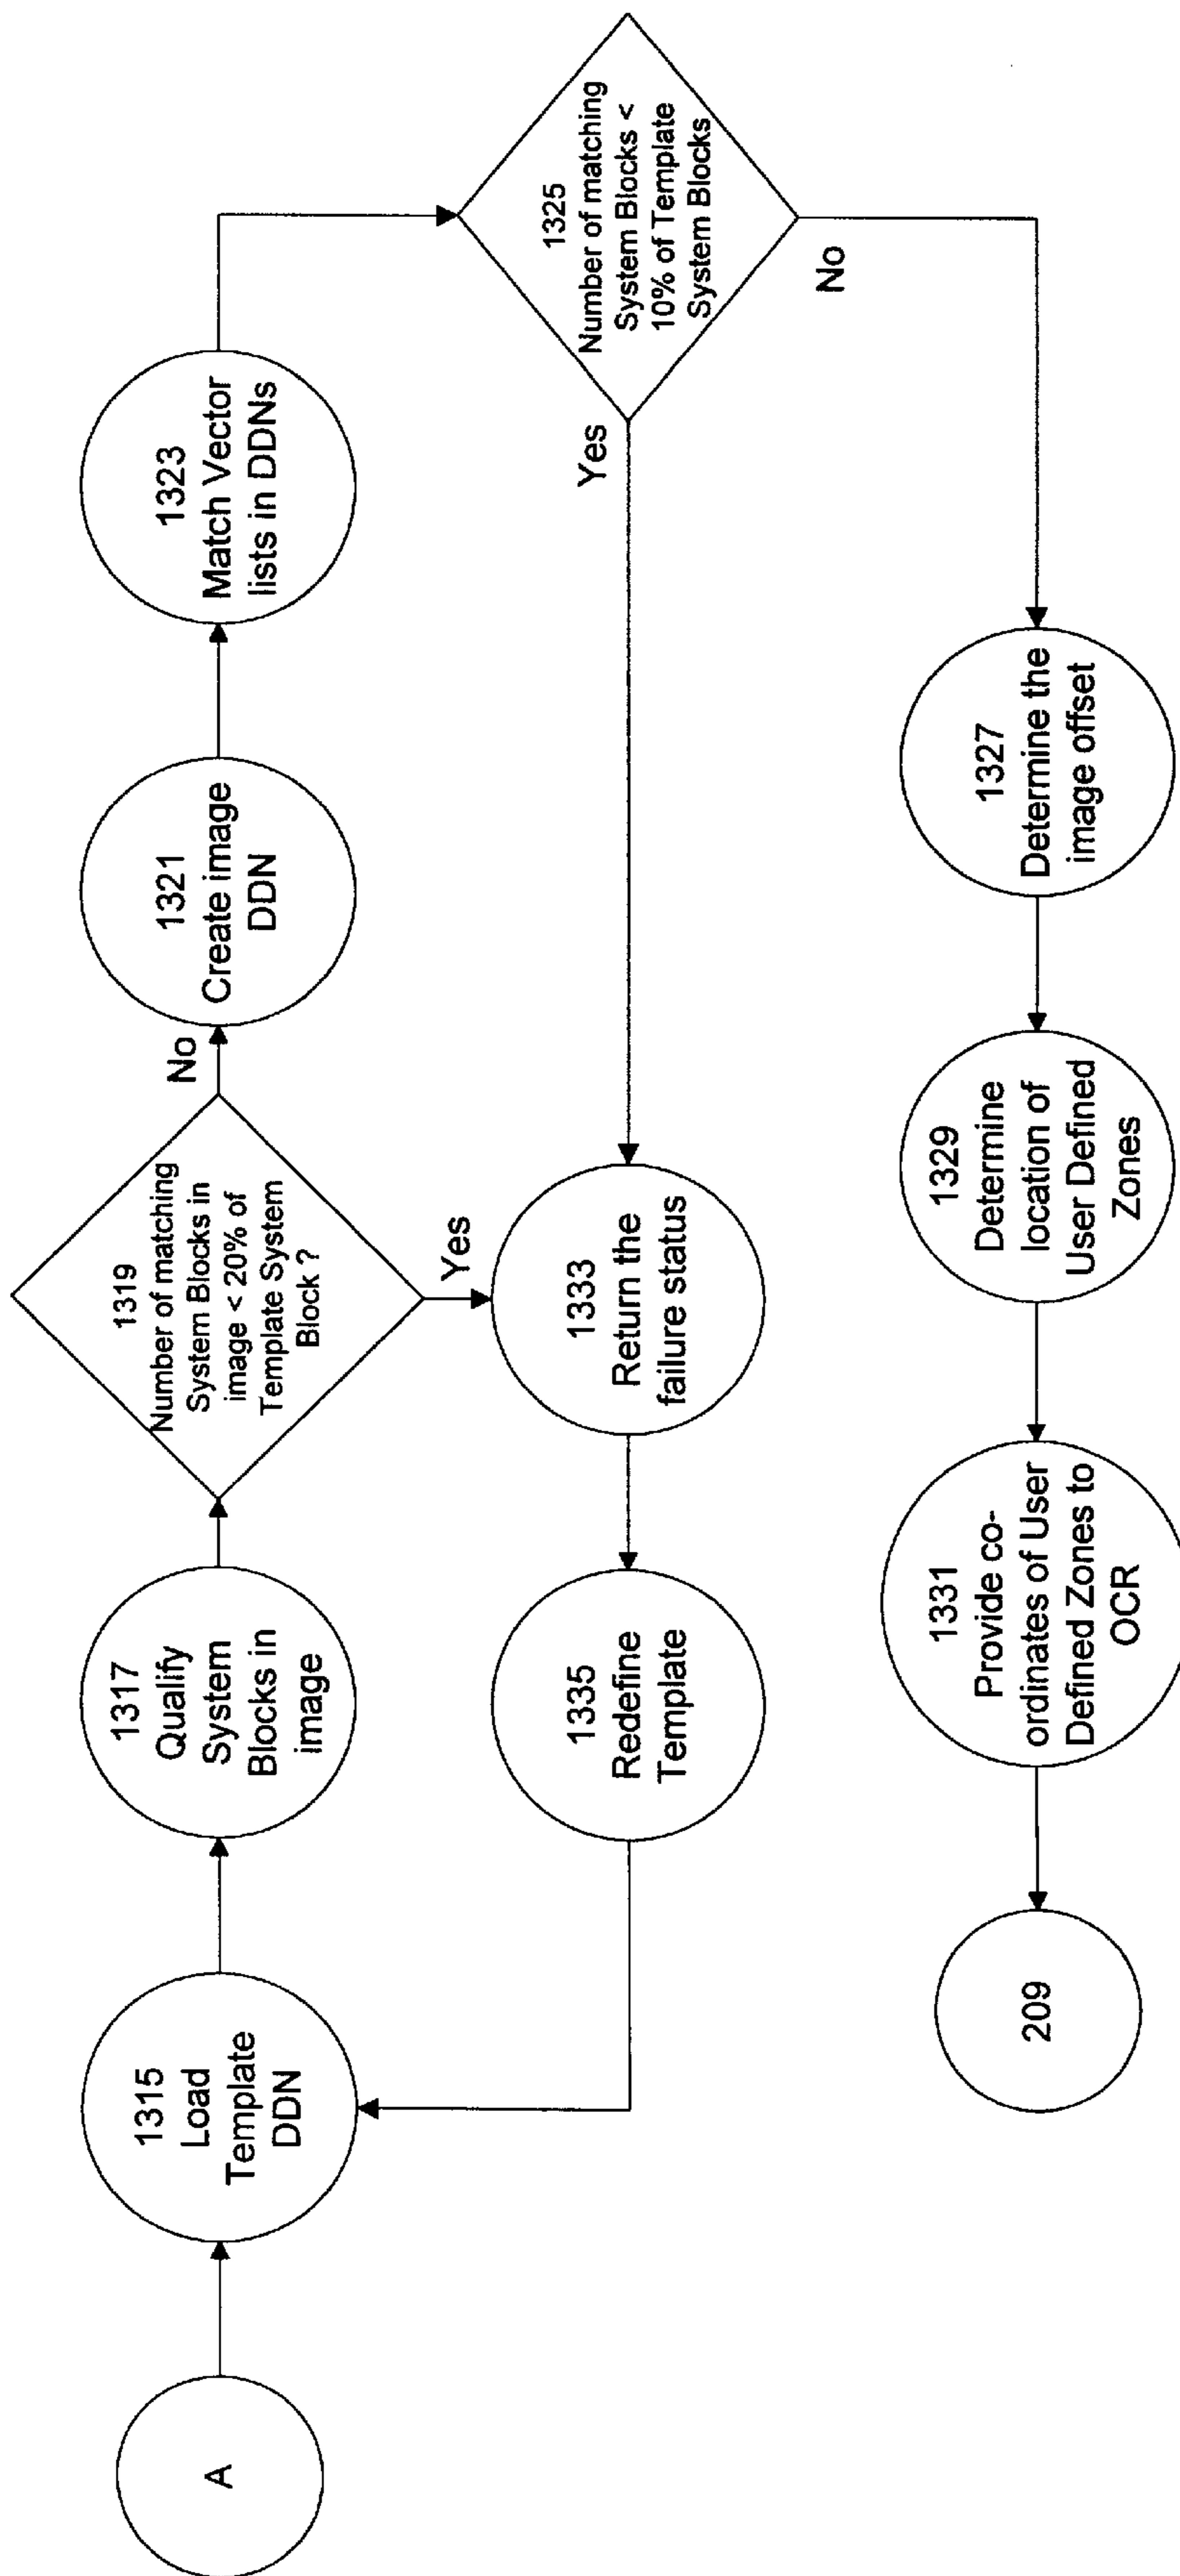 A
1315
Load
Template
DDN
1317
Qualify
System
Blocks in
image
1319
Number of matching
System Blocks in
image < 20% of
Template System
Block ?
No
Yes
1321
Create image
DDN
1323
Match Vector
lists in DDNs
1325
Number of matching
System Blocks <
10% of Template
System Blocks
Yes
No
1333
Return the
failure status
1335
Redefine
Template
1327
Determine the
image offset
1329
Determine
location of
User Defined
Zones
1331
Provide co-
ordinates of User
Defined Zones to
OCR
209